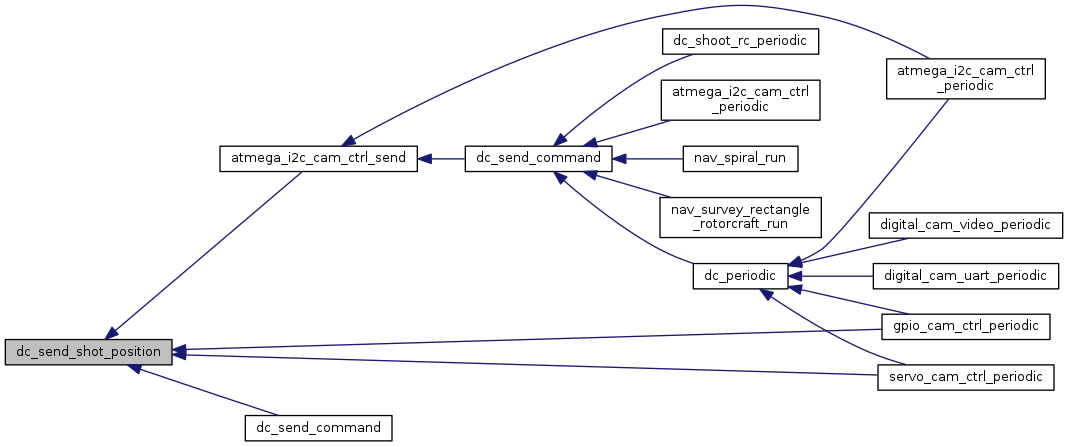 dc_shoot_rc_periodic
atmega_i2c_cam_ctrl
_periodic
atmega_i2c_cam_ctrl
_periodic
atmega_i2c_cam_ctrl_send
dc_send_command
nav_spiral_run
nav_survey_rectangle
_rotorcraft_run
digital_cam_video_periodic
dc_periodic
digital_cam_uart_periodic
gpio_cam_ctrl_periodic
dc_send_shot_position
servo_cam_ctrl_periodic
dc_send_command